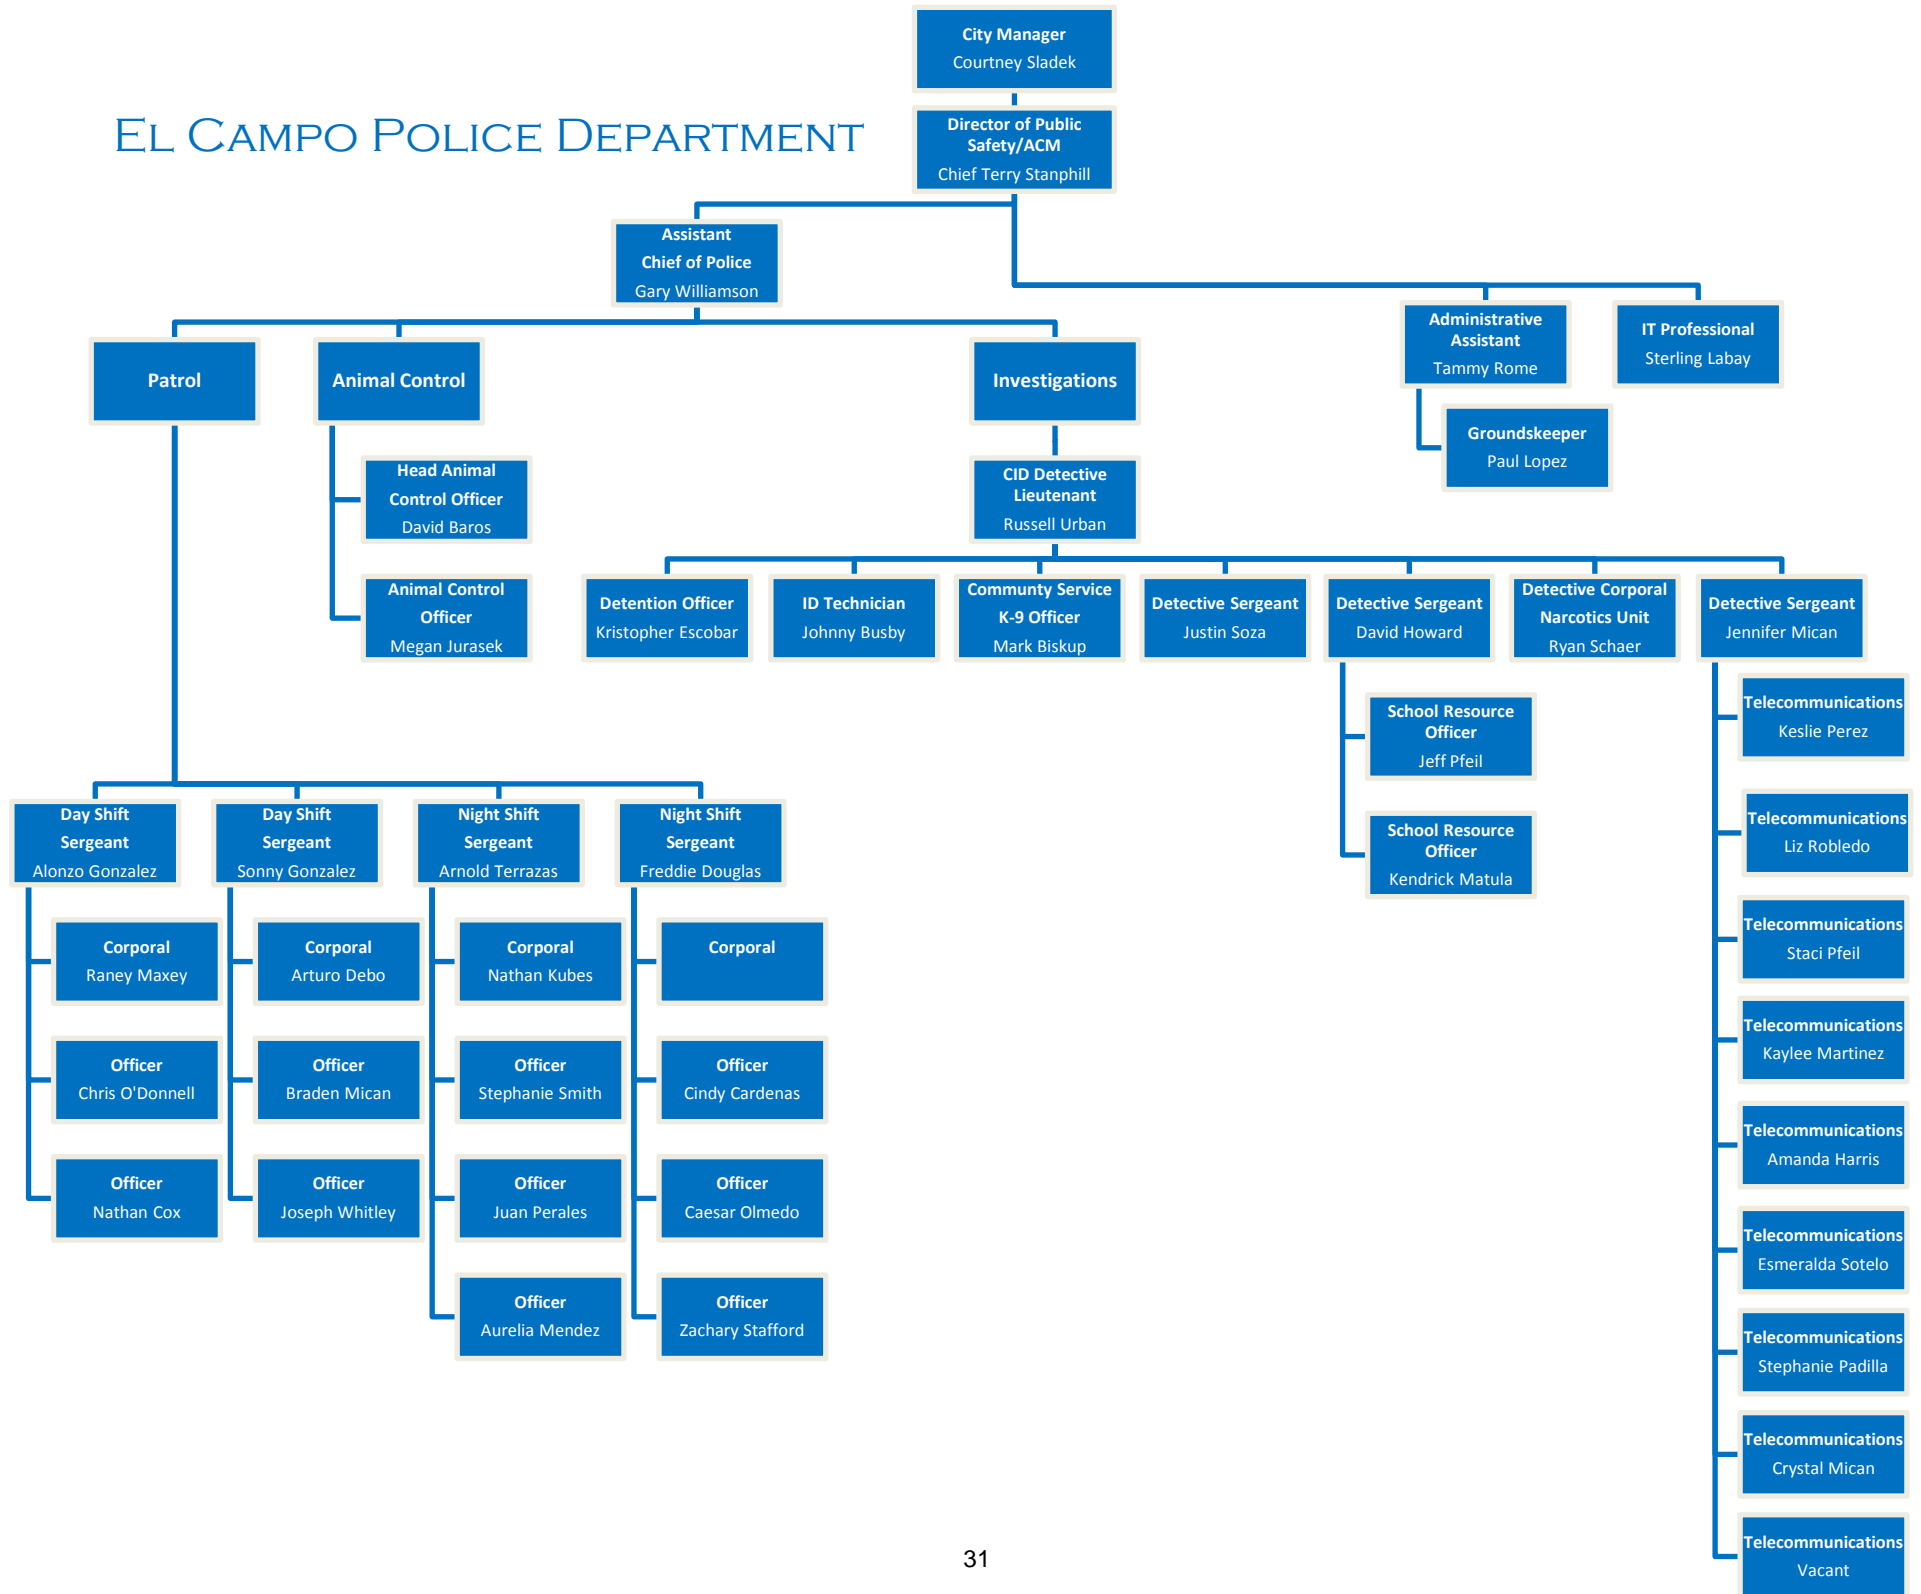 City Manager
Courtney Sladek
EL CAMPO POLICE DEPARTMENT
Director of Public
Safety/ACM
Chief Terry Stanphill
Assistant
Chief of Police
Gary Williamson
Administrative
Assistant
Tammy Rome
IT Professional
Sterling Labay
Patrol
Animal Control
Investigations
Groundskeeper
Paul Lopez
Head Animal
Control Officer
David Baros
CID Detective
Lieutenant
Russell Urban
Animal Control
Officer
Megan Jurasek
Detention Officer
Kristopher Escobar
ID Technician
Johnny Busby
Communty Service
K-9 Officer
Mark Biskup
Detective Sergeant
Justin Soza
Detective Sergeant
David Howard
Detective Corporal
Narcotics Unit
Ryan Schaer
Detective Sergeant
Jennifer Mican
School Resource
Officer
Jeff Pfeil
School Resource
Officer
Kendrick Matula
Telecommunications
Keslie Perez
Telecommunications
Liz Robledo
Telecommunications
Staci Pfeil
Telecommunications
Kaylee Martinez
Telecommunications
Amanda Harris
Telecommunications
Esmeralda Sotelo
Telecommunications
Stephanie Padilla
Telecommunications
Crystal Mican
Telecommunications
Vacant
Day Shift
Sergeant
Alonzo Gonzalez
Corporal
Raney Maxey
Officer
Chris O'Donnell
Officer
Nathan Cox
Day Shift
Sergeant
Sonny Gonzalez
Corporal
Arturo Debo
Officer
Braden Mican
Officer
Joseph Whitley
Night Shift
Sergeant
Arnold Terrazas
Corporal
Nathan Kubes
Officer
Stephanie Smith
Officer
Juan Perales
Officer
Aurelia Mendez
Night Shift
Sergeant
Freddie Douglas
Corporal
Officer
Cindy Cardenas
Officer
Caesar Olmedo
Officer
Zachary Stafford
31